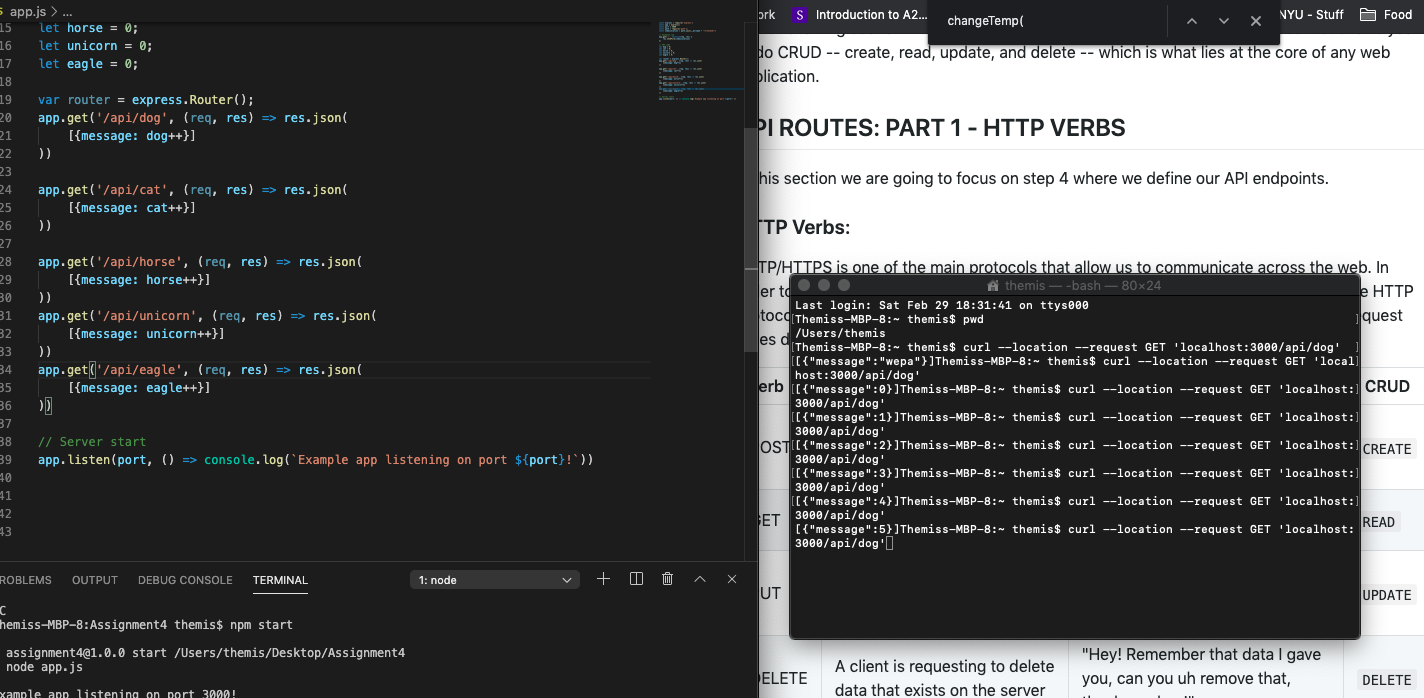 app.js > ...
15 let horse = 0;
16 let unicorn = 0;
17 let eagle = 0;
18
19 var router = express.Router();
20 app.get('/api/dog', (req, res) => res.json(
21 [{message: dog++}]
22 ))
23
24 app.get('/api/cat', (req, res) => res.json(
25 [{message: cat++}]
26 ))
27
28 app.get('/api/horse', (req, res) => res.json(
29 [{message: horse++}]
30 ))
31 app.get('/api/unicorn', (req, res) => res.json(
32 [{message: unicorn++}]
33 ))
34 app.get('/api/eagle', (req, res) => res.json(
35 [{message: eagle++}]
36 ))
37
38 // Server start
39 app.listen(port, () => console.log(`Example app listening on port ${port}!`))
40
41
42
43
ROBLEMS OUTPUT DEBUG CONSOLE TERMINAL
1: node
C
hemiss-MBP-8:Assignment4 themis$ npm start
assignment4@1.0.0 start /Users/themis/Desktop/Assignment4
node app.js
xample app listening on port 3000!
ork S Introduction to A2... NYU - Stuff Food
changeTemp(
do CRUD -- create, read, update, and delete -- which is what lies at the core of any web
plication.
PI ROUTES: PART 1 - HTTP VERBS
his section we are going to focus on step 4 where we define our API endpoints.
TP Verbs:
TP/HTTPS is one of the main protocols that allow us to communicate across the web. In
er to
e HTTP
otoco
equest
es d
themis — -bash — 80×24
Last login: Sat Feb 29 18:31:41 on ttys000
[Themiss-MBP-8:~ themis$ pwd ]
/Users/themis
[Themiss-MBP-8:~ themis$ curl --location --request GET 'localhost:3000/api/dog' ]
[[{"message":"wepa"}]Themiss-MBP-8:~ themis$ curl --location --request GET 'local]
host:3000/api/dog'
[[{"message":0}]Themiss-MBP-8:~ themis$ curl --location --request GET 'localhost:]
3000/api/dog'
[[{"message":1}]Themiss-MBP-8:~ themis$ curl --location --request GET 'localhost:]
3000/api/dog'
[[{"message":2}]Themiss-MBP-8:~ themis$ curl --location --request GET 'localhost:]
3000/api/dog'
[[{"message":3}]Themiss-MBP-8:~ themis$ curl --location --request GET 'localhost:]
3000/api/dog'
[[{"message":4}]Themiss-MBP-8:~ themis$ curl --location --request GET 'localhost:]
3000/api/dog'
[{"message":5}]Themiss-MBP-8:~ themis$ curl --location --request GET 'localhost:
3000/api/dog'
erb CRUD
OST CREATE
GET READ
UT UPDATE
DELETE
A client is requesting to delete
data that exists on the server
"Hey! Remember that data I gave
you, can you uh remove that,
DELETE